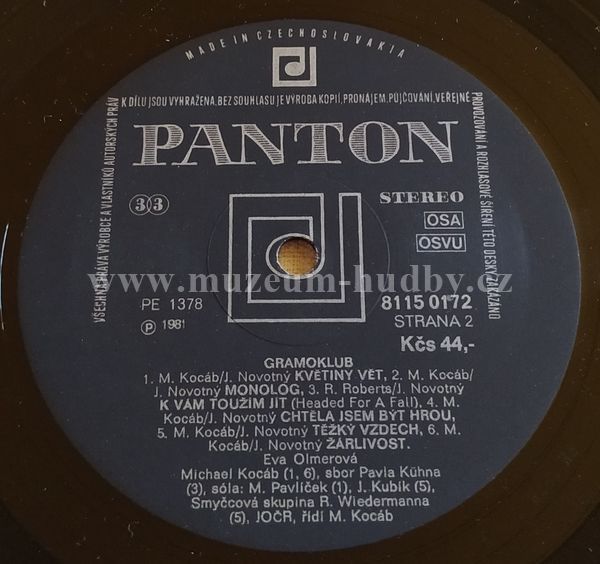 MADE IN CZECHOSLOVAKIA
VŠECHNA PRÁVA VÝROBCE A VLASTNÍKŮ AUTORSKÝCH PRÁV
K DÍLU JSOU VYHRAŽENA. BEZ SOUHLASU JE VÝROBA KOPIÍ, PRONÁJEM, PŮJČOVÁNÍ, VEŘEJNÉ
PROVOZOVÁNÍ A ROZHLASOVÉ ŠÍŘENÍ TÉTO DESKY ZAKÁZÁNO
PANTON
33
STEREO
OSA
OSVU
www.muzeum-hudby.cz
PE 1378
8115 0172
Ⓟ 1981
STRANA 2
Kčs 44,-
GRAMOKLUB
1. M. Kocáb/J. Novotný KVĚTINY VĚT, 2. M. Kocáb/
J. Novotný MONOLOG, 3. R. Roberts/J. Novotný
K VÁM TOUŽÍM JÍT (Headed For A Fall), 4. M.
Kocáb/J. Novotný CHTĚLA JSEM BÝT HROU,
5. M. Kocáb/J. Novotný TĚŽKÝ VZDECH, 6. M.
Kocáb/J. Novotný ŽÁRLIVOST.
Eva Olmerová
Michael Kocáb (1, 6), sbor Pavla Kühna
(3), sóla: M. Pavlíček (1), J. Kubík (5),
Smyčcová skupina R. Wiedermanna
(5), JOČR, řídí M. Kocáb